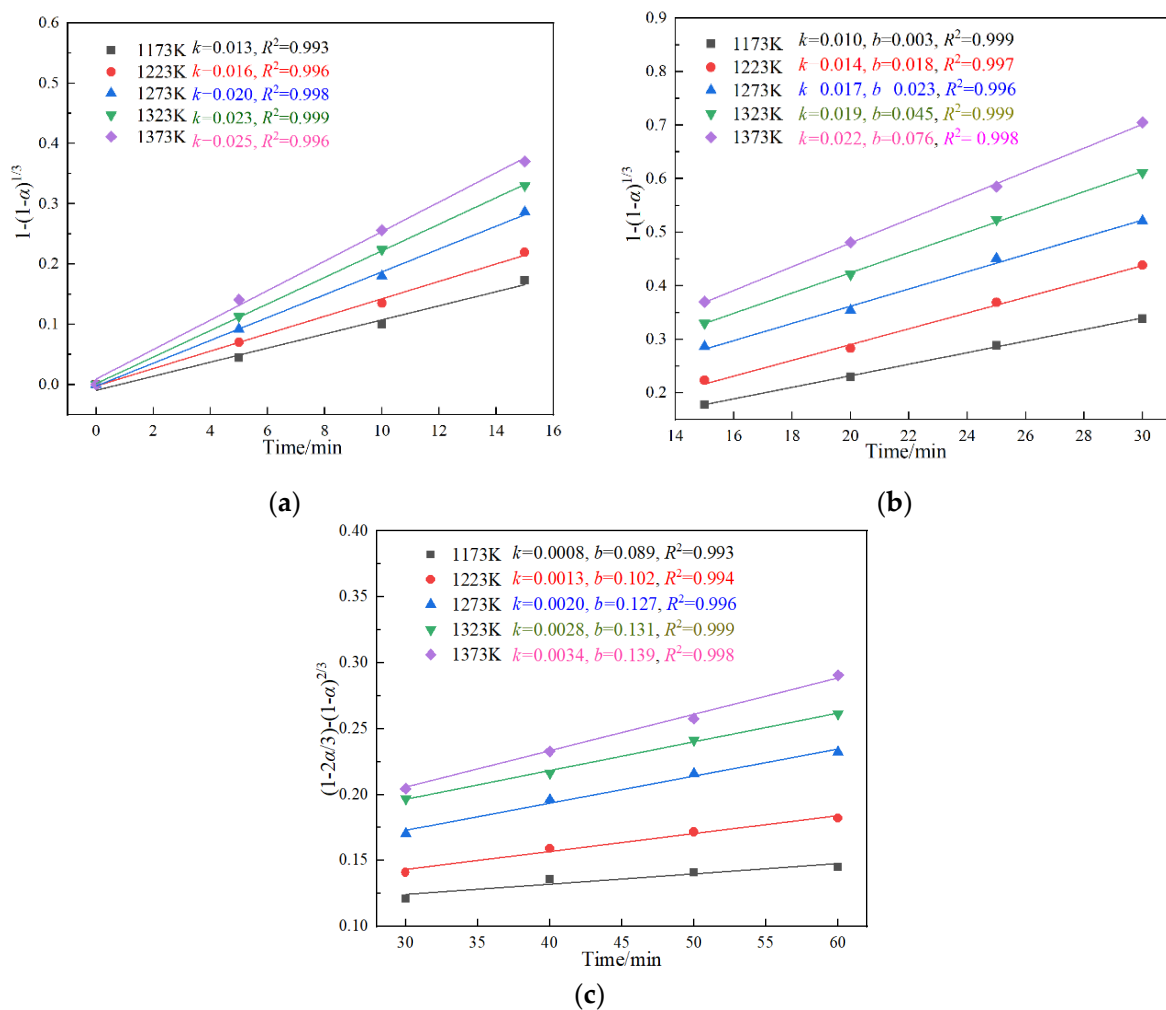 0.6
0.5
0.4
0.3
0.2
0.1
0.0
1-(1-α)^1/3
1173K k=0.013, R²=0.993
1223K k=0.016, R²=0.996
1273K k=0.020, R²=0.998
1323K k=0.023, R²=0.999
1373K k=0.025, R²=0.996
0 2 4 6 8 10 12 14 16
Time/min
(a)
0.9
0.8
0.7
0.6
0.5
0.4
0.3
0.2
1-(1-α)^1/3
1173K k=0.010, b=0.003, R²=0.999
1223K k=0.014, b=0.018, R²=0.997
1273K k=0.017, b=0.023, R²=0.996
1323K k=0.019, b=0.045, R²=0.999
1373K k=0.022, b=0.076, R²= 0.998
14 16 18 20 22 24 26 28 30
Time/min
(b)
0.40
0.35
0.30
0.25
0.20
0.15
0.10
(1-2α/3)-(1-α)^2/3
1173K k=0.0008, b=0.089, R²=0.993
1223K k=0.0013, b=0.102, R²=0.994
1273K k=0.0020, b=0.127, R²=0.996
1323K k=0.0028, b=0.131, R²=0.999
1373K k=0.0034, b=0.139, R²=0.998
30 35 40 45 50 55 60
Time/min
(c)